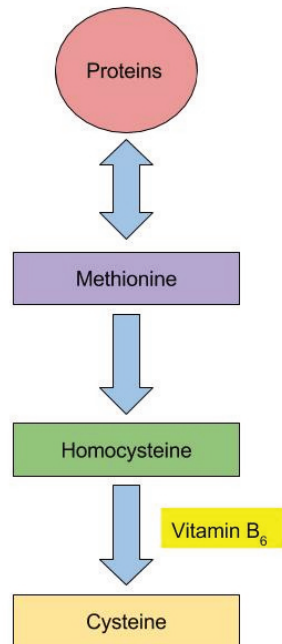 Proteins
Methionine
Homocysteine
Vitamin B₆
Cysteine